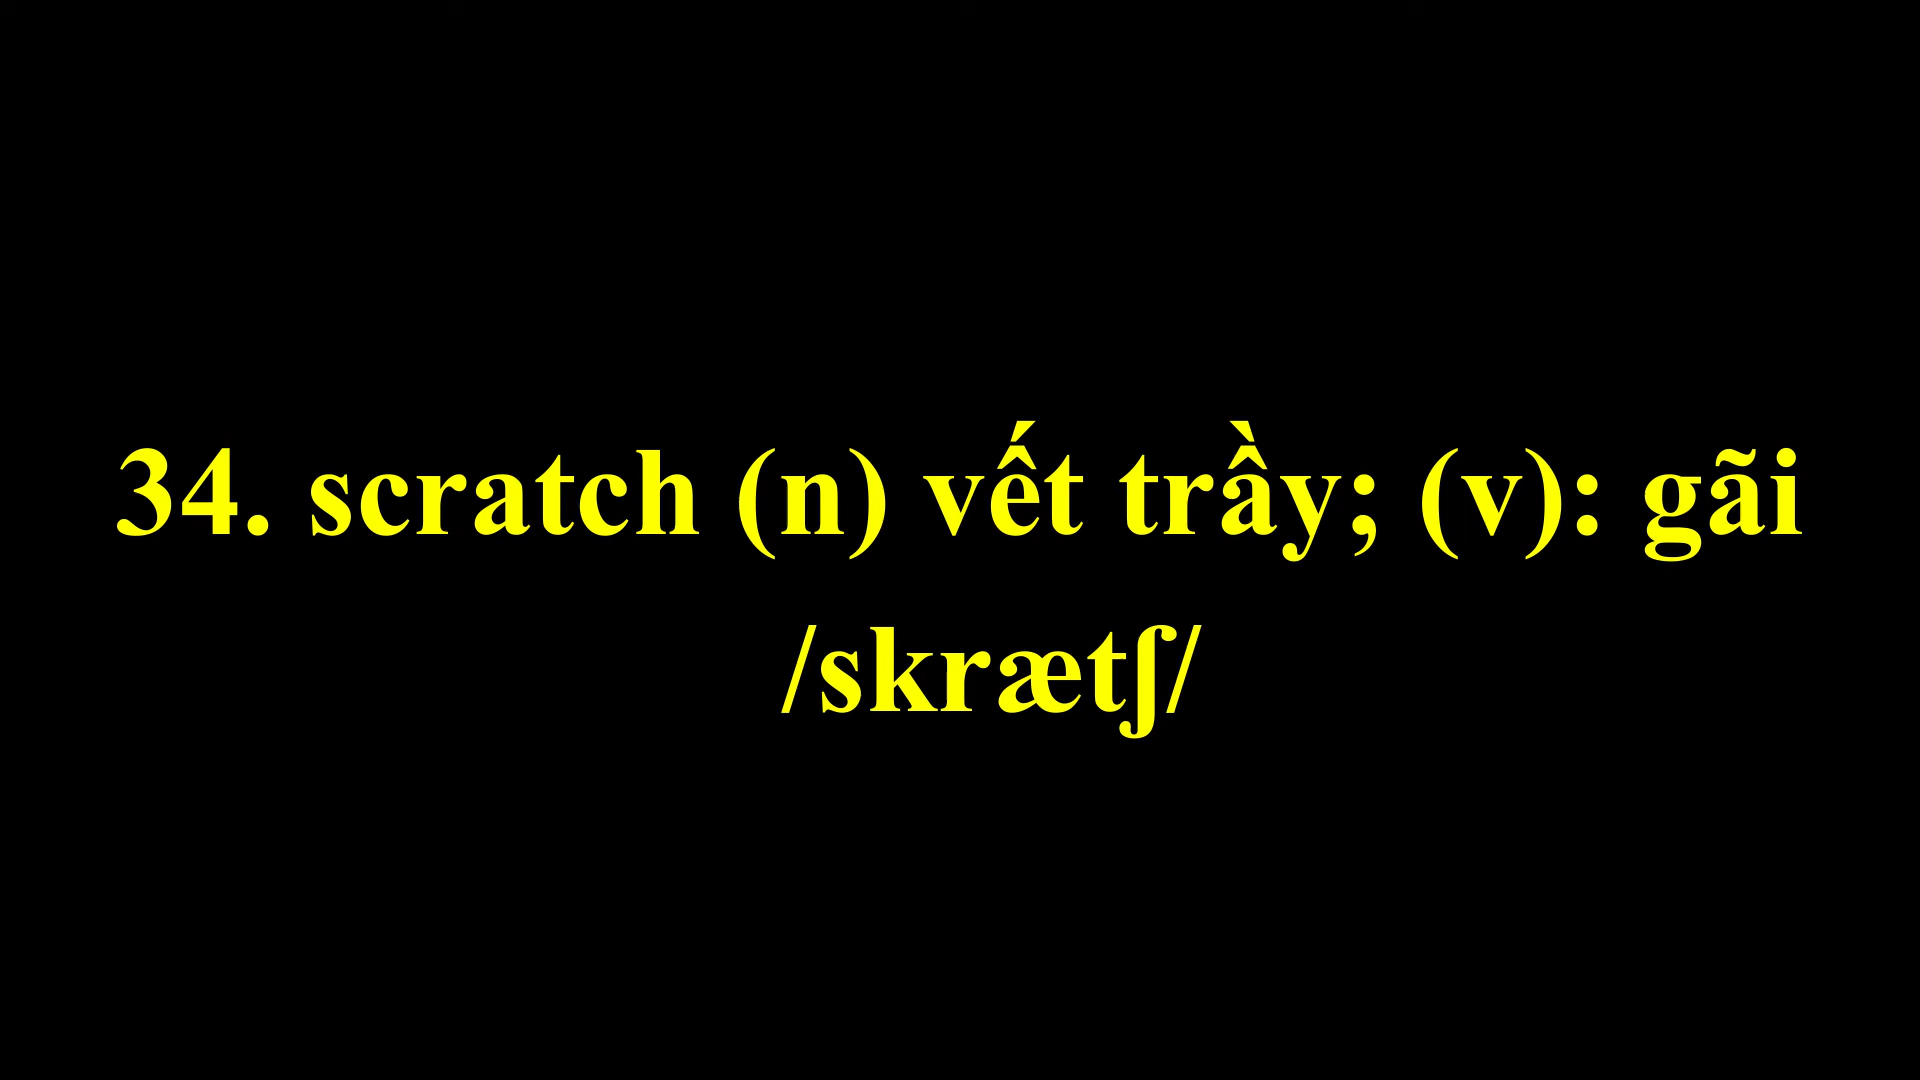 34. scratch (n) vết trầy; (v): gãi
/skrætʃ/